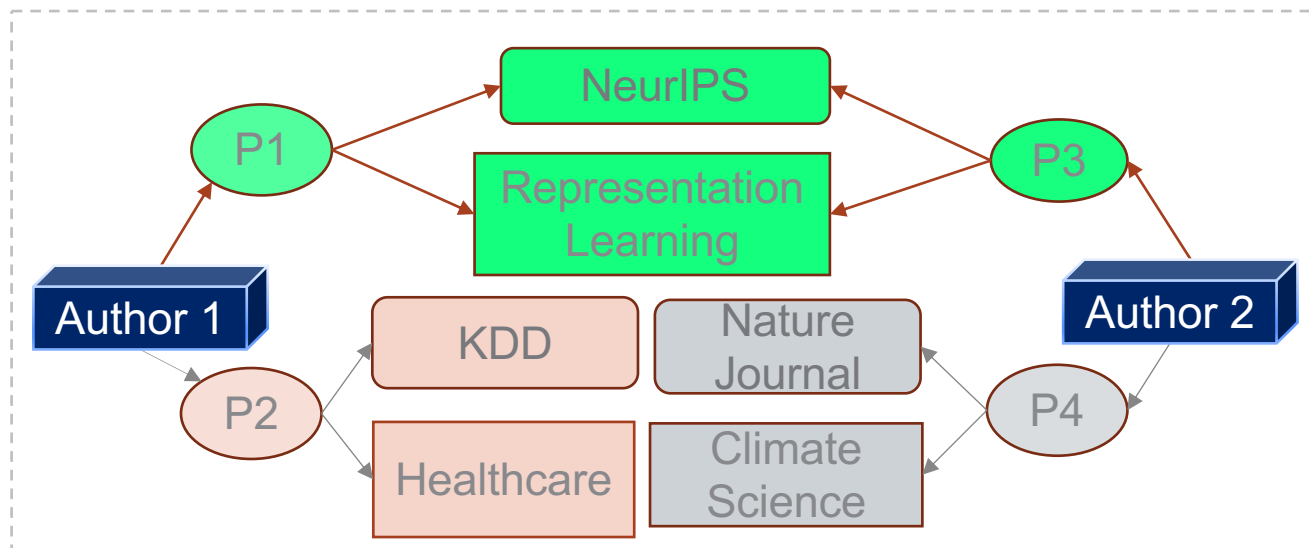 NeurIPS
P1
P3
Representation
Learning
Author 1
Author 2
KDD
Nature
Journal
P2
P4
Healthcare
Climate
Science